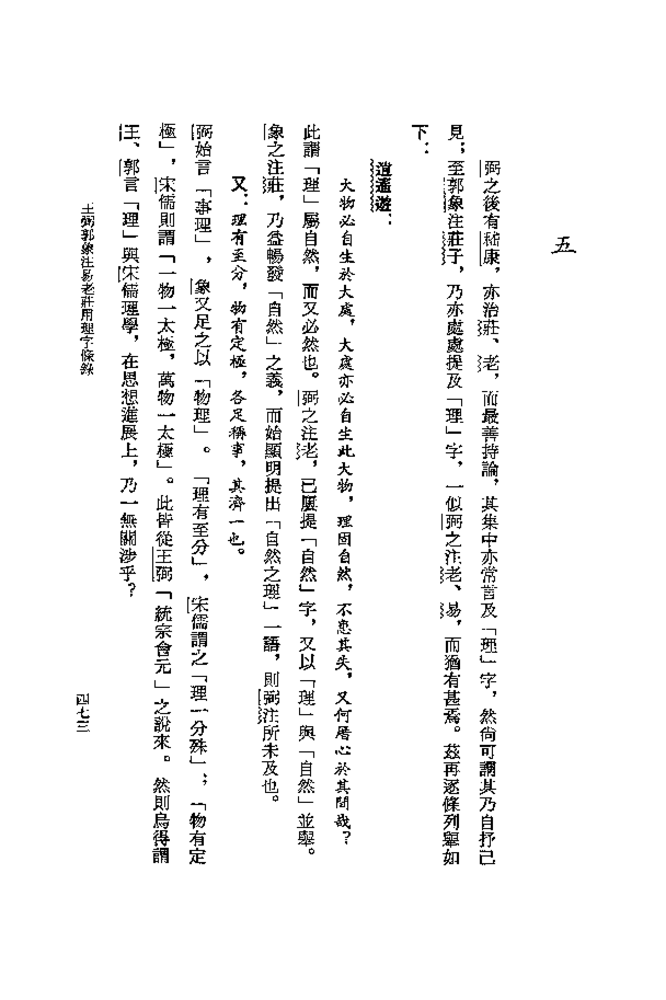 五
弼之後有嵇康，亦治莊、老，而最善持論，其集中亦常言及「理」字，然尚可謂其乃自抒己
見；至郭象注莊子，乃亦處處提及「理」字，一似弼之注老、易，而猶有甚焉。茲再逐條列舉如
下：
逍遙遊：
大物必自生於大處，大處亦必自生此大物，理固自然，不患其失，又何厝心於其間哉？
此謂「理」屬自然，而又必然也。弼之注老，已屢提「自然」字，又以「理」與「自然」並舉。
象之注莊，乃益暢發「自然」之義，而始顯明提出「自然之理」一語，則弼注所未及也。
又：理有至分，物有定極，各足稱事，其濟一也。
弼始言「事理」，象又足之以「物理」。「理有至分」，宋儒謂之「理一分殊」；「物有定
極」，宋儒則謂「一物一太極，萬物一太極」。此皆從王弼「統宗會元」之說來。然則烏得謂
王、郭言「理」與宋儒理學，在思想進展上，乃一無關涉乎？
王弼郭象注易老莊用理字條錄
四七三